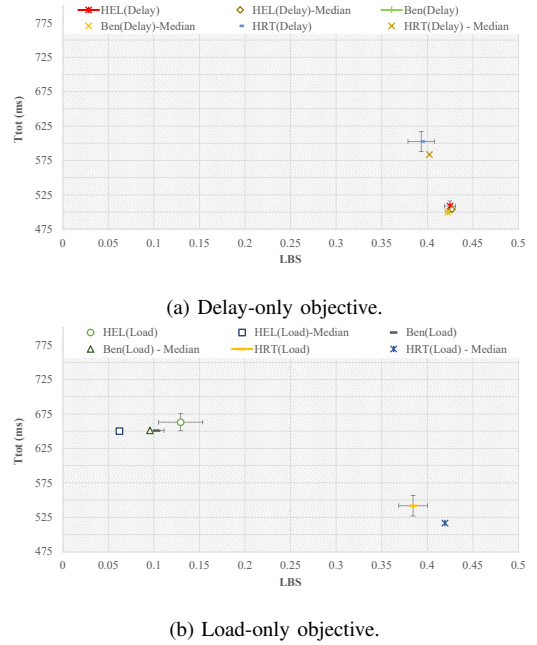 HEL(Delay) HEL(Delay)-Median Ben(Delay)
Ben(Delay)-Median HRT(Delay) HRT(Delay) - Median
775
725
675
625
575
525
475
Ttot (ms)
0 0.05 0.1 0.15 0.2 0.25 0.3 0.35 0.4 0.45 0.5
LBS
(a) Delay-only objective.
HEL(Load) HEL(Load)-Median Ben(Load)
Ben(Load) - Median HRT(Load) HRT(Load) - Median
775
725
675
625
575
525
475
Ttot (ms)
0 0.05 0.1 0.15 0.2 0.25 0.3 0.35 0.4 0.45 0.5
LBS
(b) Load-only objective.